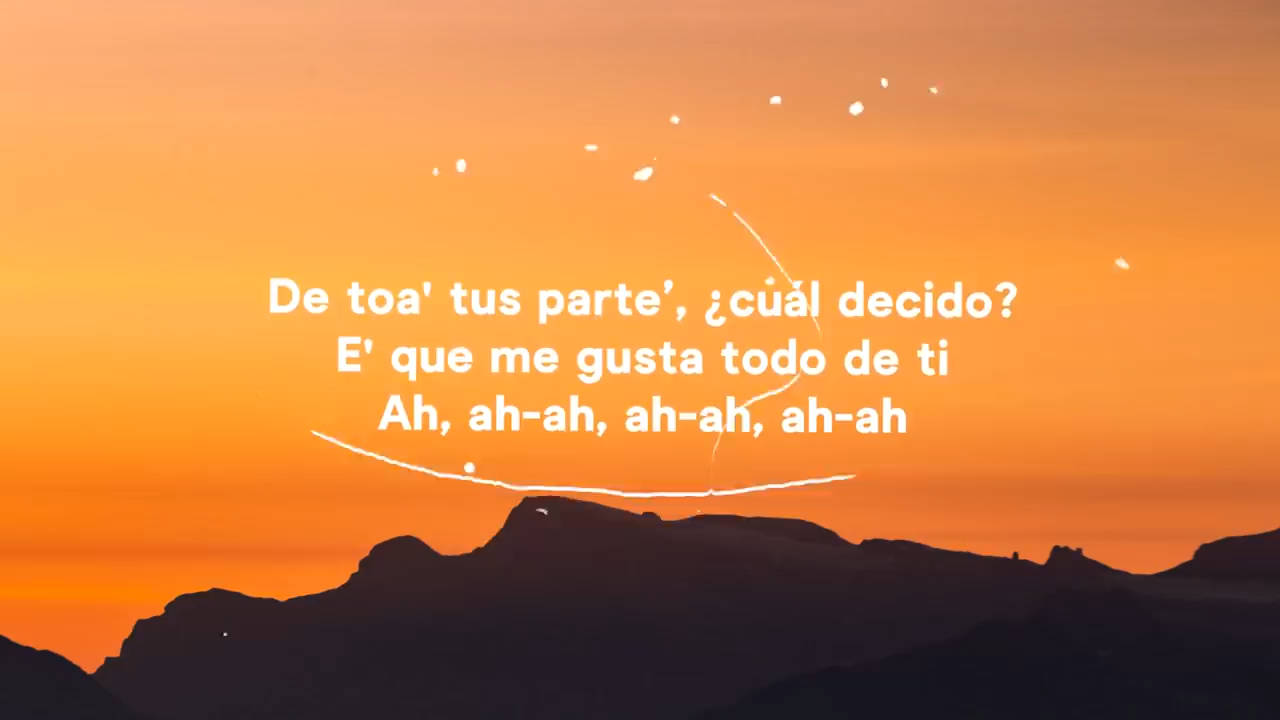 De toa' tus parte’, ¿cuál decido?
E' que me gusta todo de ti
Ah, ah-ah, ah-ah, ah-ah